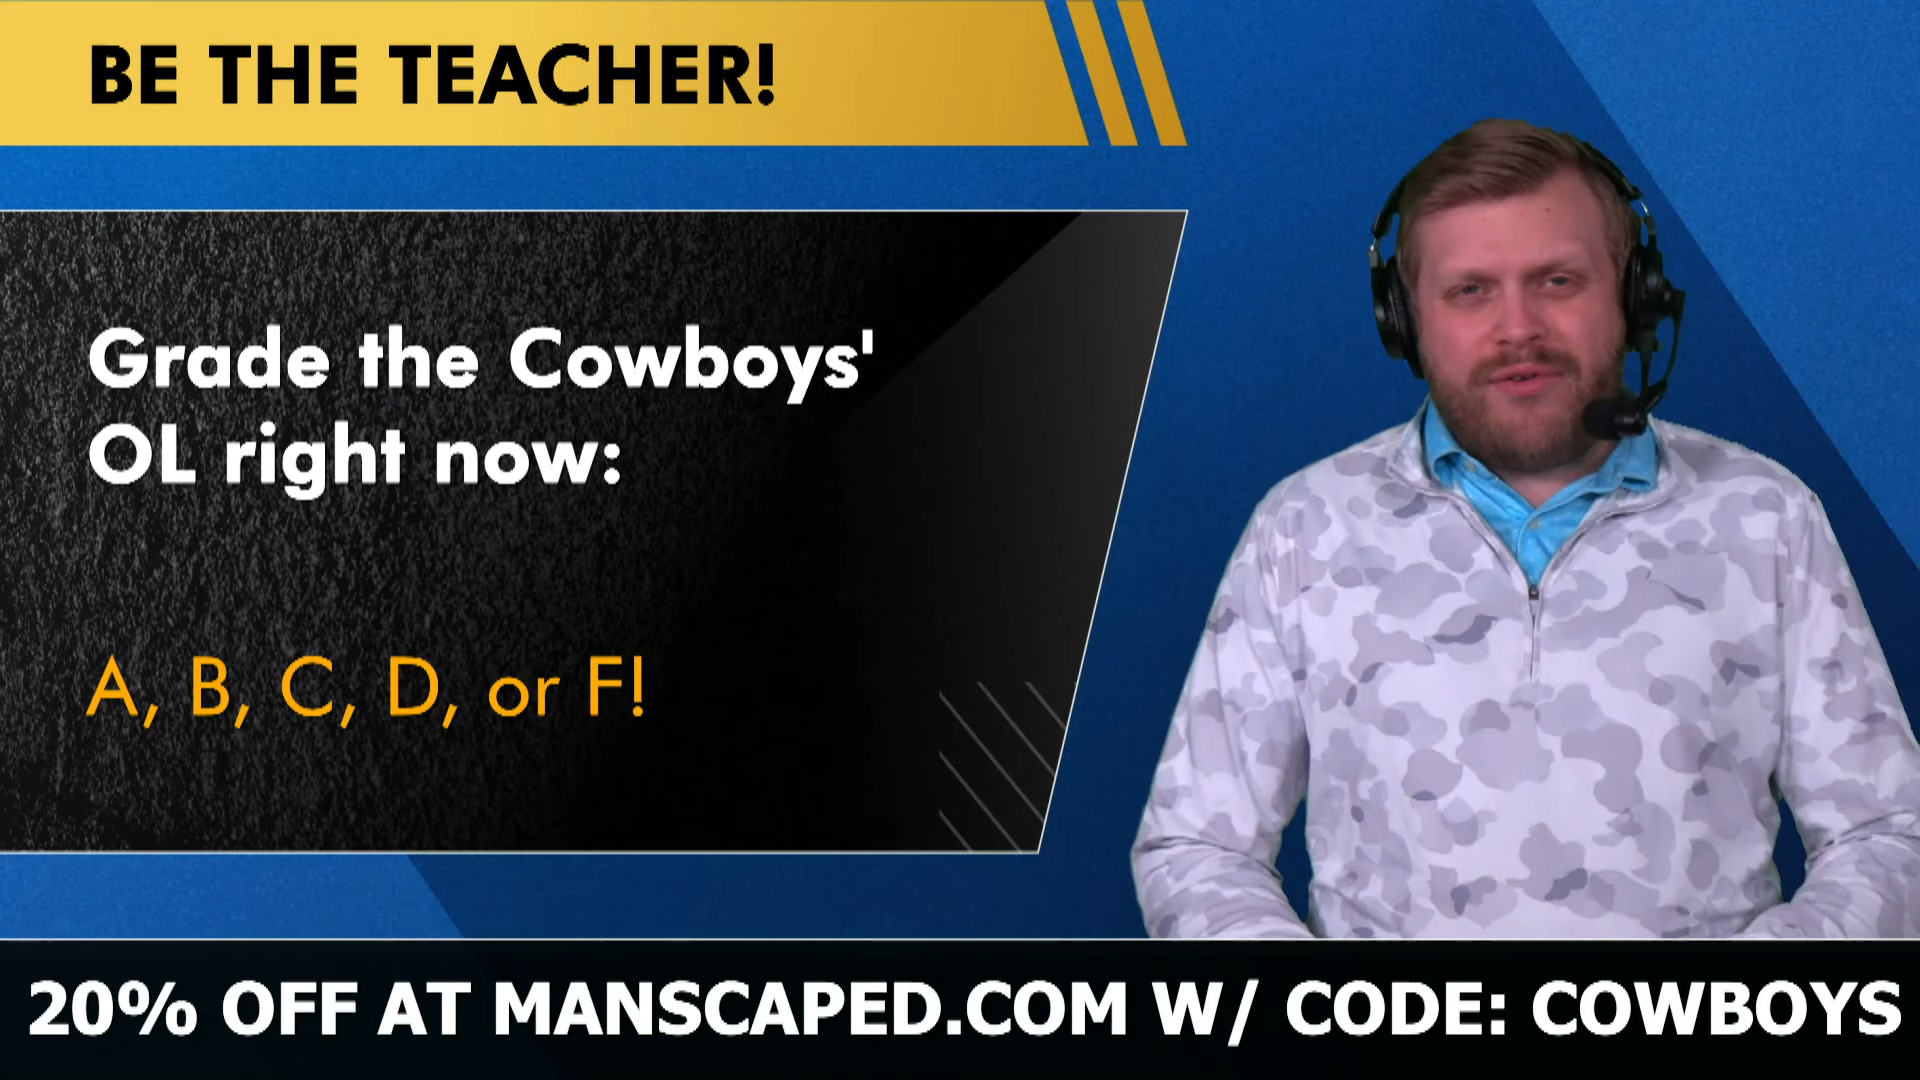 BE THE TEACHER!
Grade the Cowboys'
OL right now:
A, B, C, D, or F!
20% OFF AT MANSCAPED.COM W/ CODE: COWBOYS